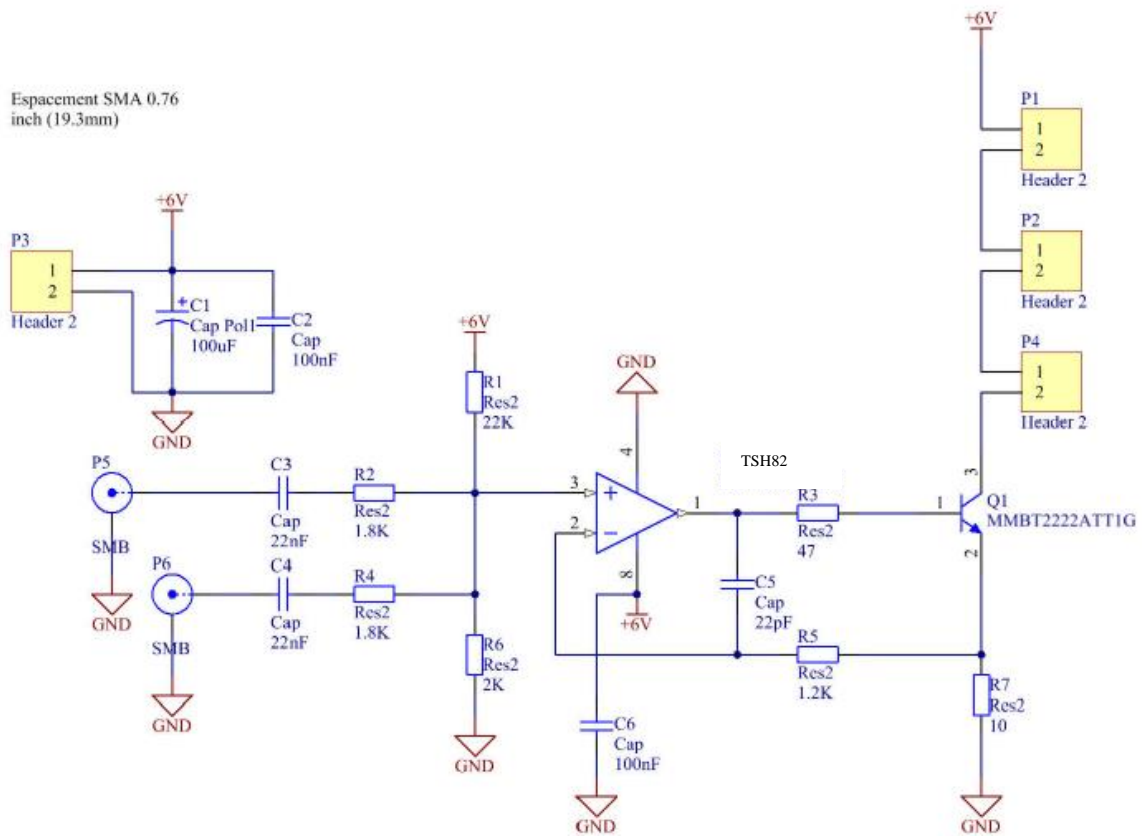 Espacement SMA 0.76
inch (19.3mm)
+6V
P1
1
2
Header 2
P2
1
2
Header 2
P4
1
2
Header 2
+6V
P3
1
2
Header 2
C1
Cap Pol1
100uF
C2
Cap
100nF
GND
+6V
R1
Res2
22K
P5
SMB
GND
C3
Cap
22nF
R2
Res2
1.8K
P6
SMB
GND
C4
Cap
22nF
R4
Res2
1.8K
R6
Res2
2K
GND
GND
4
3
2
1
8
+6V
TSH82
C6
Cap
100nF
GND
R3
Res2
47
C5
Cap
22pF
R5
Res2
1.2K
1
3
2
Q1
MMBT2222ATT1G
R7
Res2
10
GND